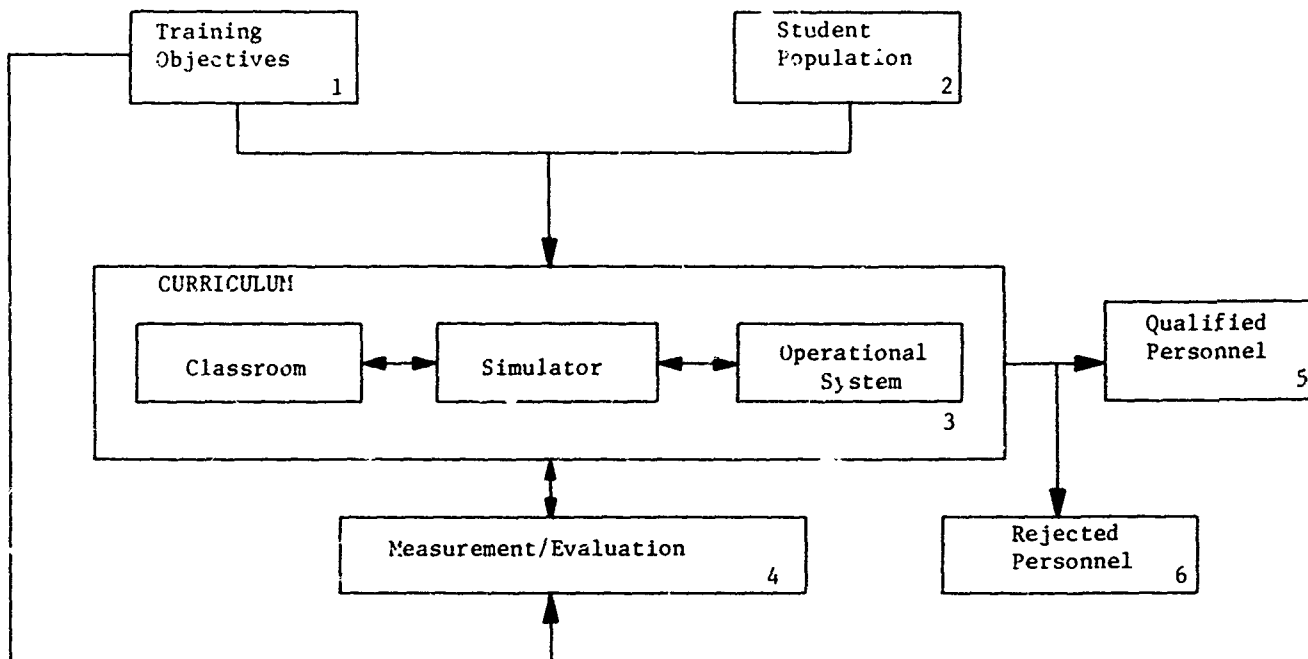 Training
Objectives
1
Student
Population
2
CURRICULUM
Classroom
Simulator
Operational
System
3
Qualified
Personnel
5
Measurement/Evaluation
4
Rejected
Personnel
6